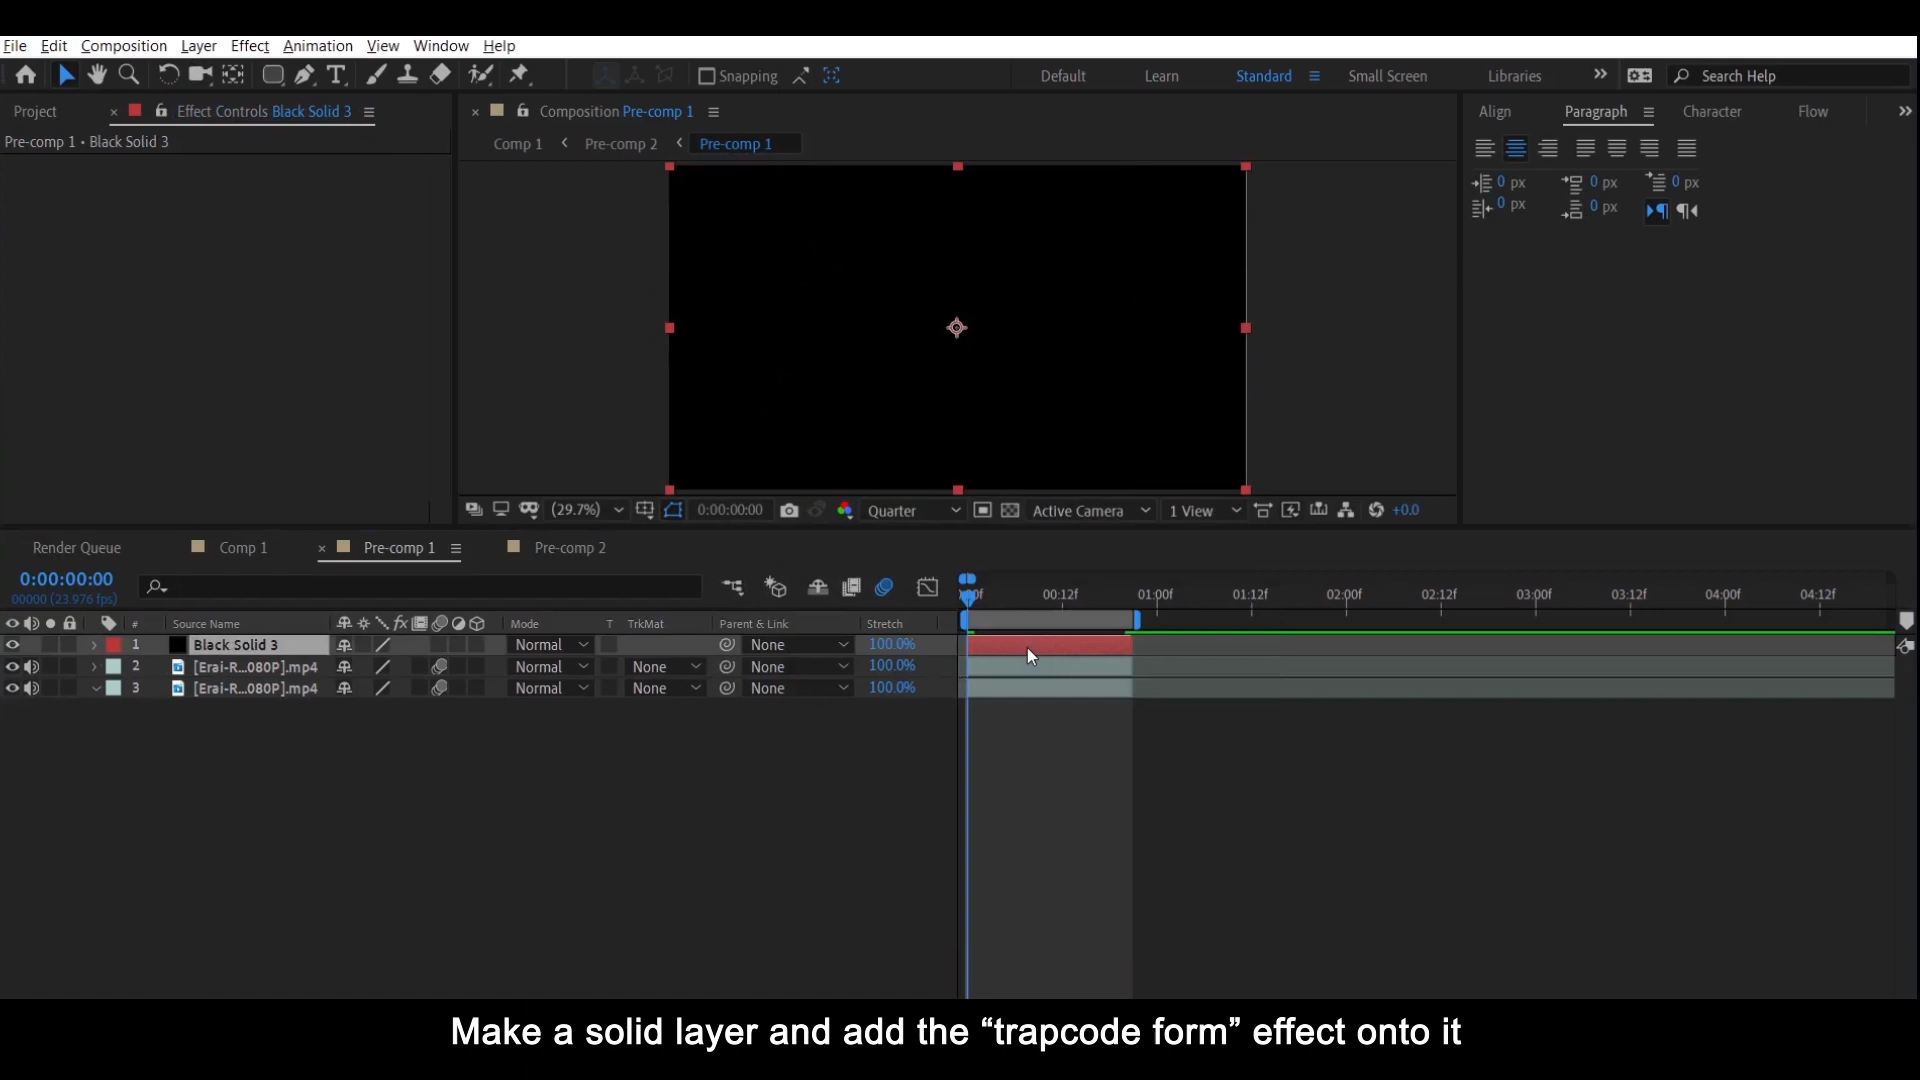 File Edit Composition Layer Effect Animation View Window Help
Snapping Default Learn Standard Small Screen Libraries Search Help
Project Effect Controls Black Solid 3 Composition Pre-comp 1 Align Paragraph Character Flow
Pre-comp 1 • Black Solid 3 Comp 1 Pre-comp 2 Pre-comp 1
0 px 0 px 0 px
0 px 0 px
(29.7%) 0:00:00:00 Quarter Active Camera 1 View +0.0
Render Queue Comp 1 Pre-comp 1 Pre-comp 2
0:00:00:00
00000 (23.976 fps) 00:12f 01:00f 01:12f 02:00f 02:12f 03:00f 03:12f 04:00f 04:12f
# Source Name Mode T TrkMat Parent & Link Stretch
1 Black Solid 3 Normal None 100.0%
2 [Erai-R...080P].mp4 Normal None None 100.0%
3 [Erai-R...080P].mp4 Normal None None 100.0%
Make a solid layer and add the “trapcode form” effect onto it